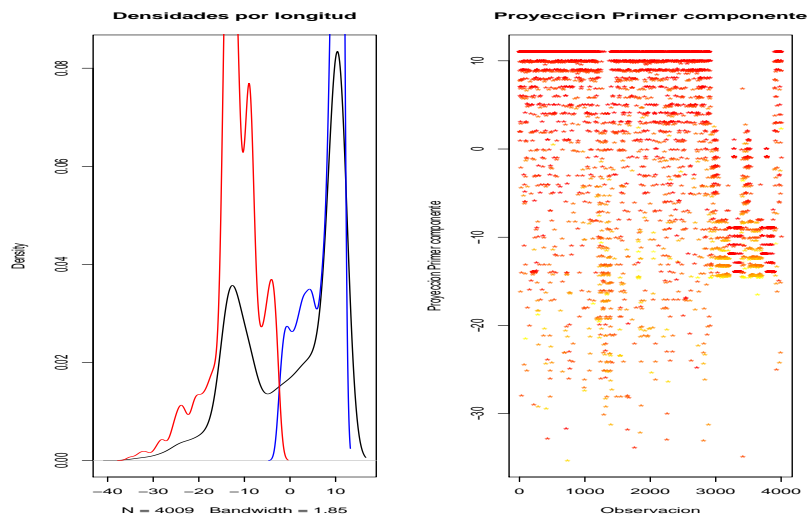 Densidades por longitud
Density
0.00 0.02 0.04 0.06 0.08
−40 −30 −20 −10 0 10
N = 4009 Bandwidth = 1.85
Proyeccion Primer componente
Proyeccion Primer componente
−30 −20 −10 0 10
0 1000 2000 3000 4000
Observacion